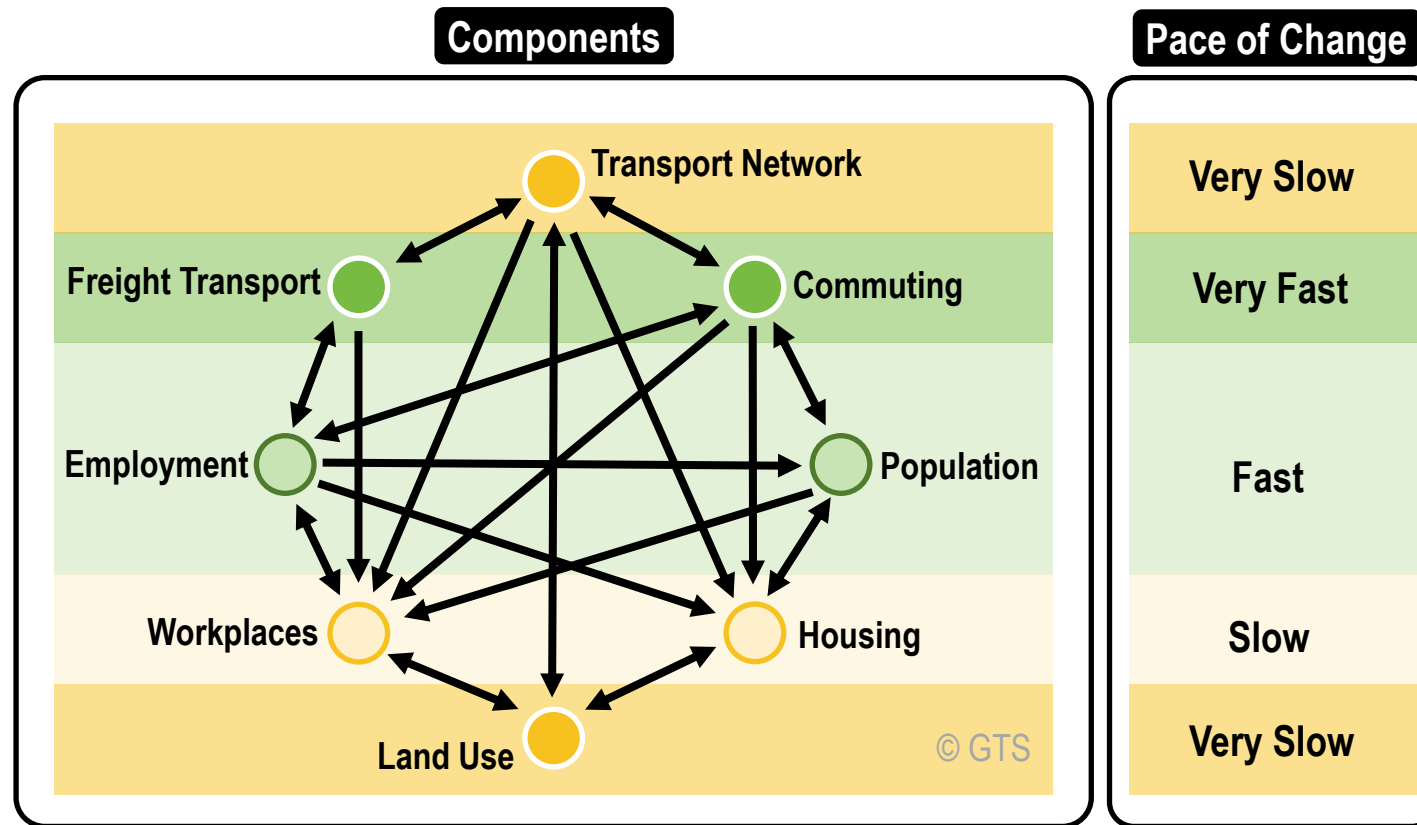 Components
Pace of Change
Transport Network
Very Slow
Freight Transport
Commuting
Very Fast
Employment
Population
Fast
Workplaces
Housing
Slow
Land Use
© GTS
Very Slow